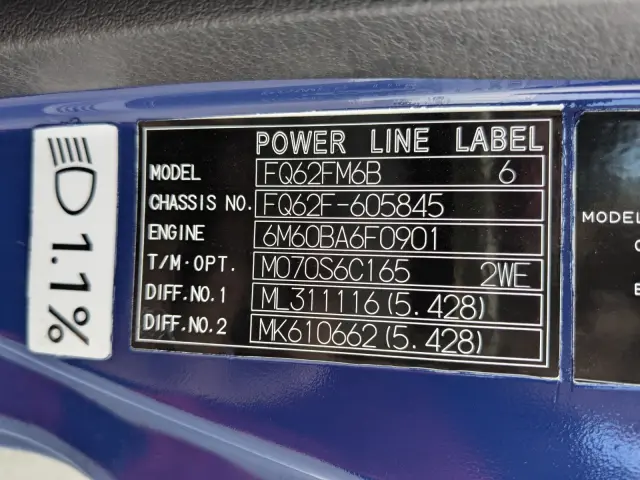 POWER LINE LABEL
MODEL FQ62FM6B 6
CHASSIS NO. FQ62F-605845
ENGINE 6M60BA6F0901
T/M·OPT. M070S6C165 2WE
DIFF.NO.1 ML311116(5.428)
DIFF.NO.2 MK610662(5.428)
1.1%
MODEL